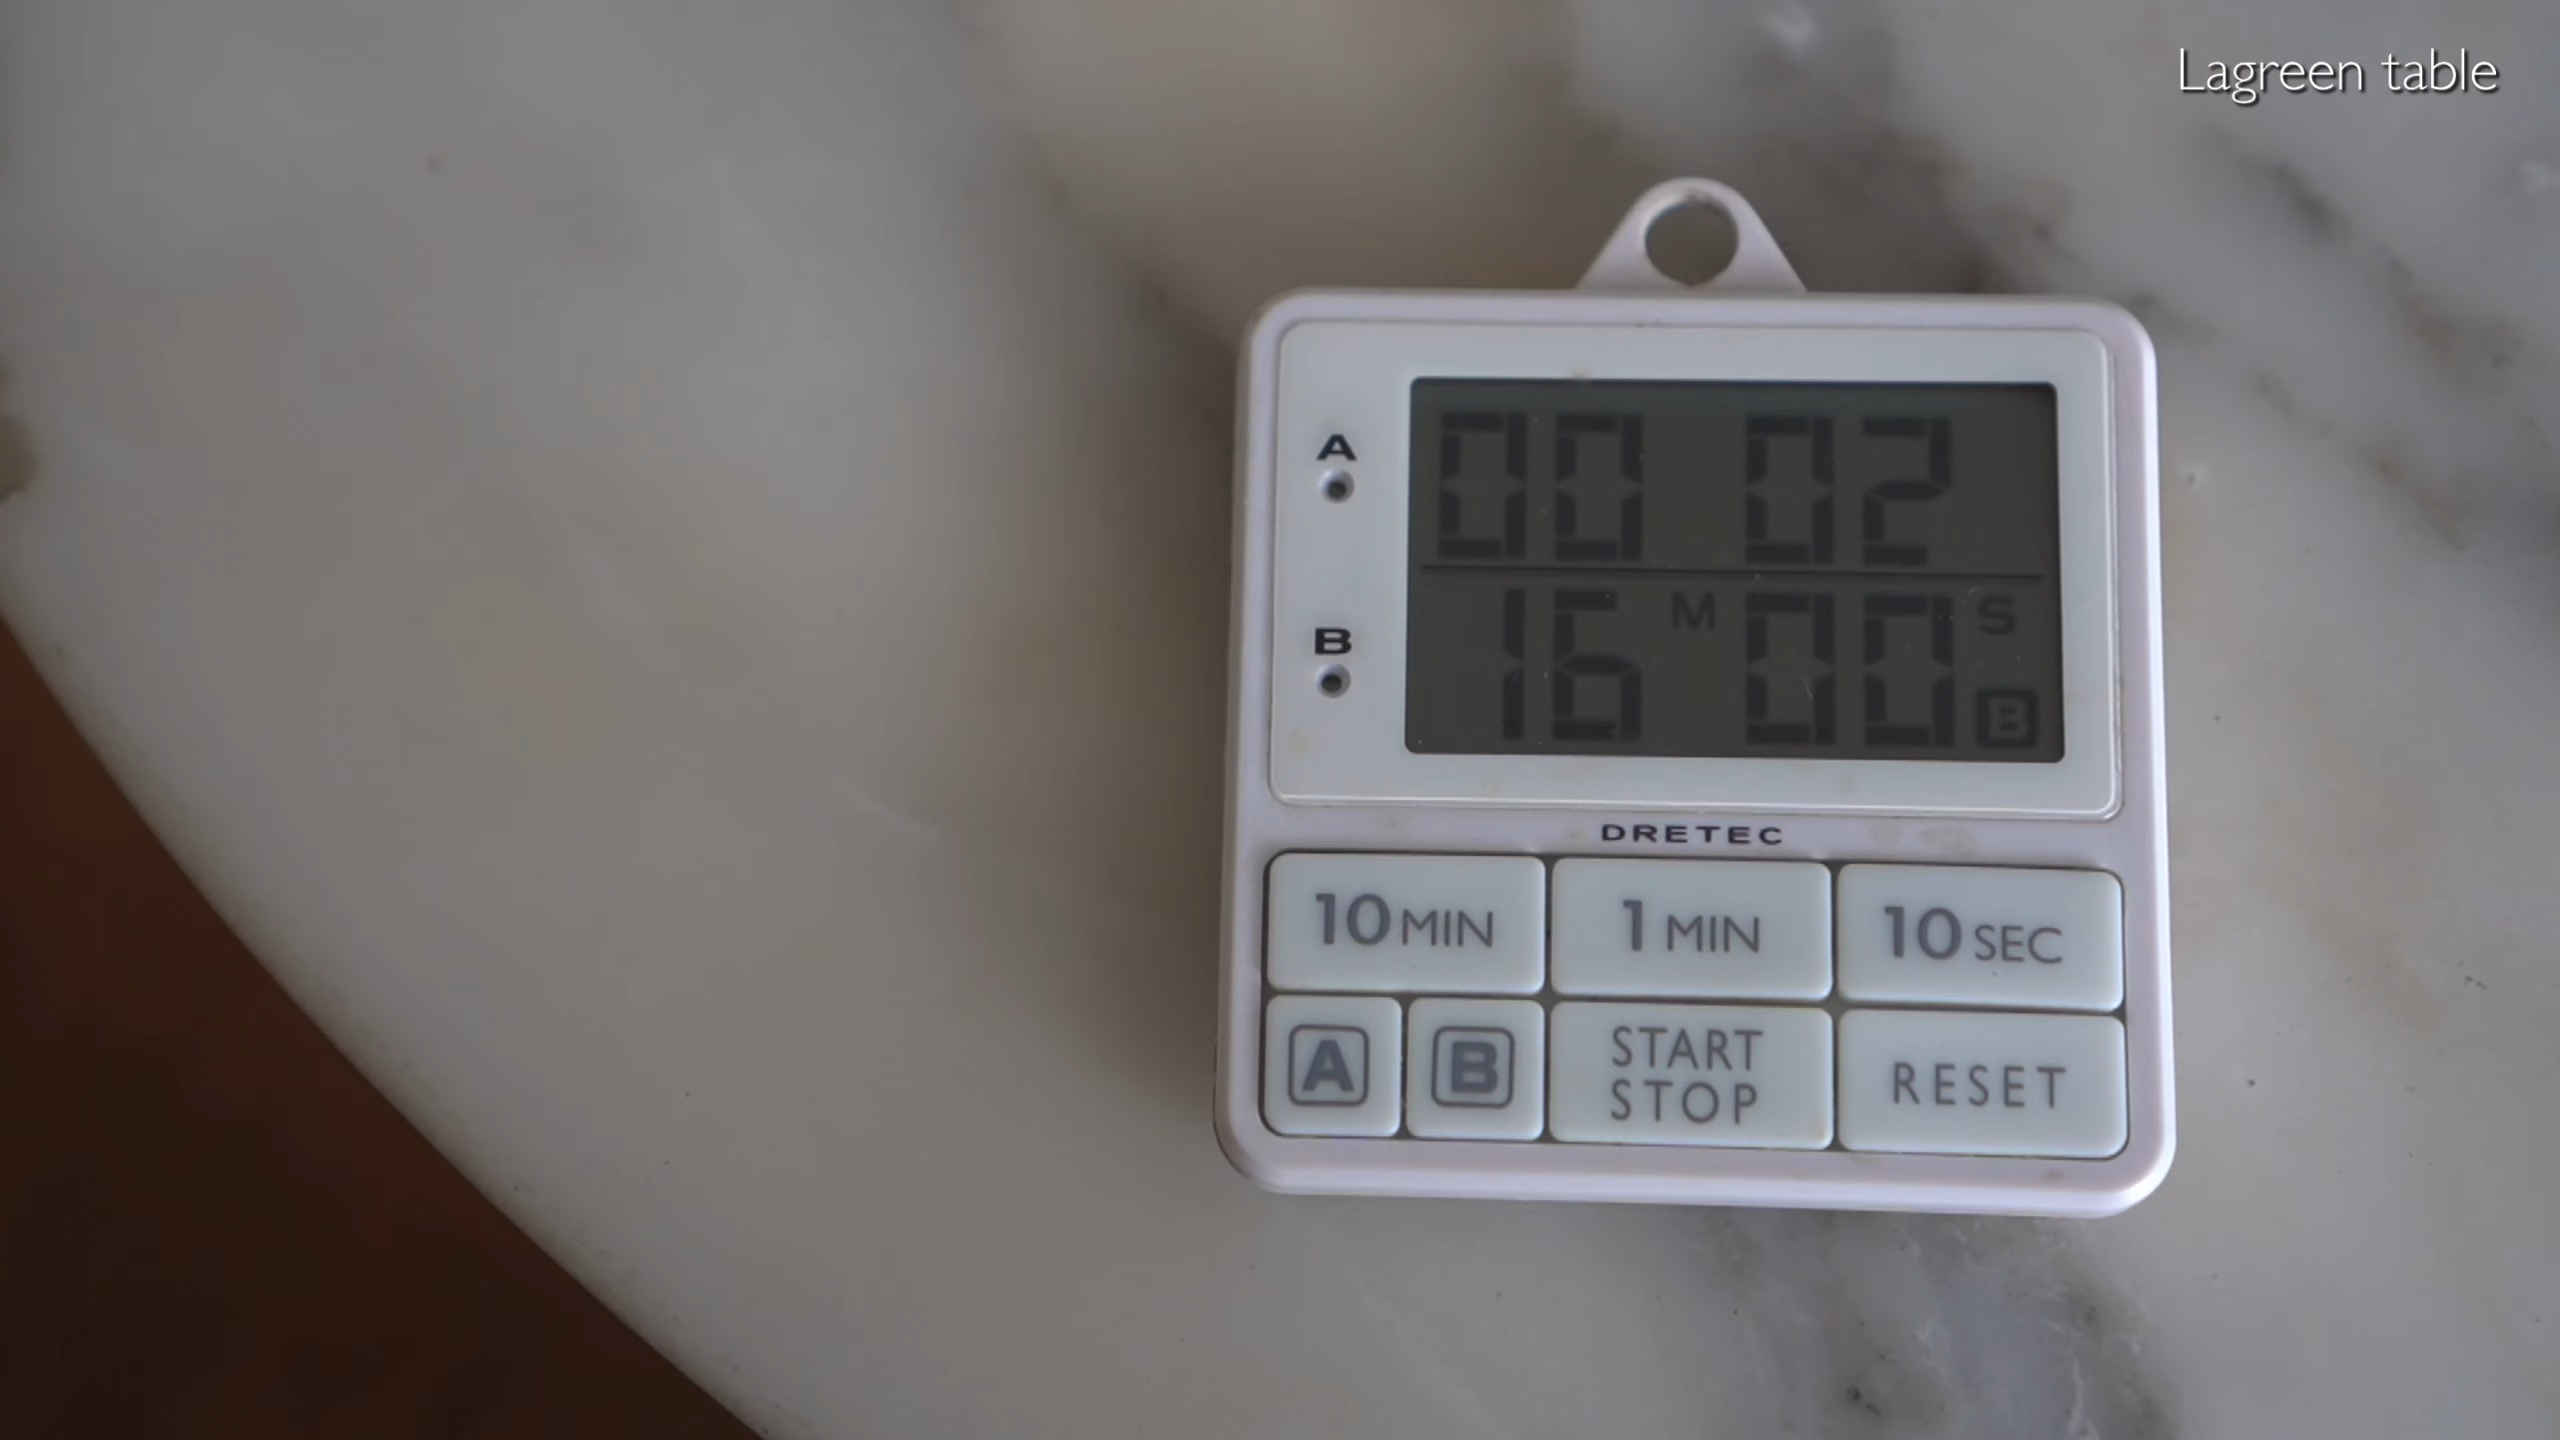 Lagreen table
A
00 02
B
16 M 00 S
B
DRETEC
10 MIN 1 MIN 10 SEC
A B START STOP RESET